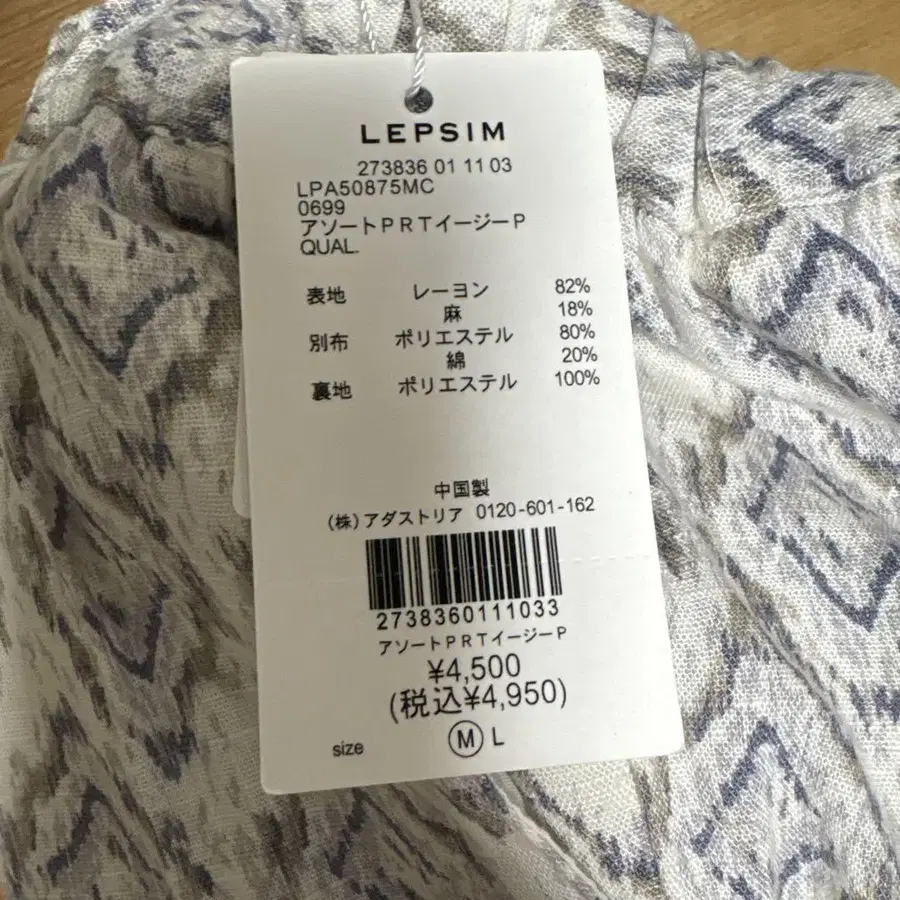 LEPSIM
273836 01 11 03
LPA50875MC
0699
アソートＰＲＴイージーＰ
QUAL.
表地 レーヨン 82%
麻 18%
別布 ポリエステル 80%
綿 20%
裏地 ポリエステル 100%
中国製
(株)アダストリア 0120-601-162
2738360111033
アソートＰＲＴイージーＰ
¥4,500
(税込¥4,950)
size Ⓜ L